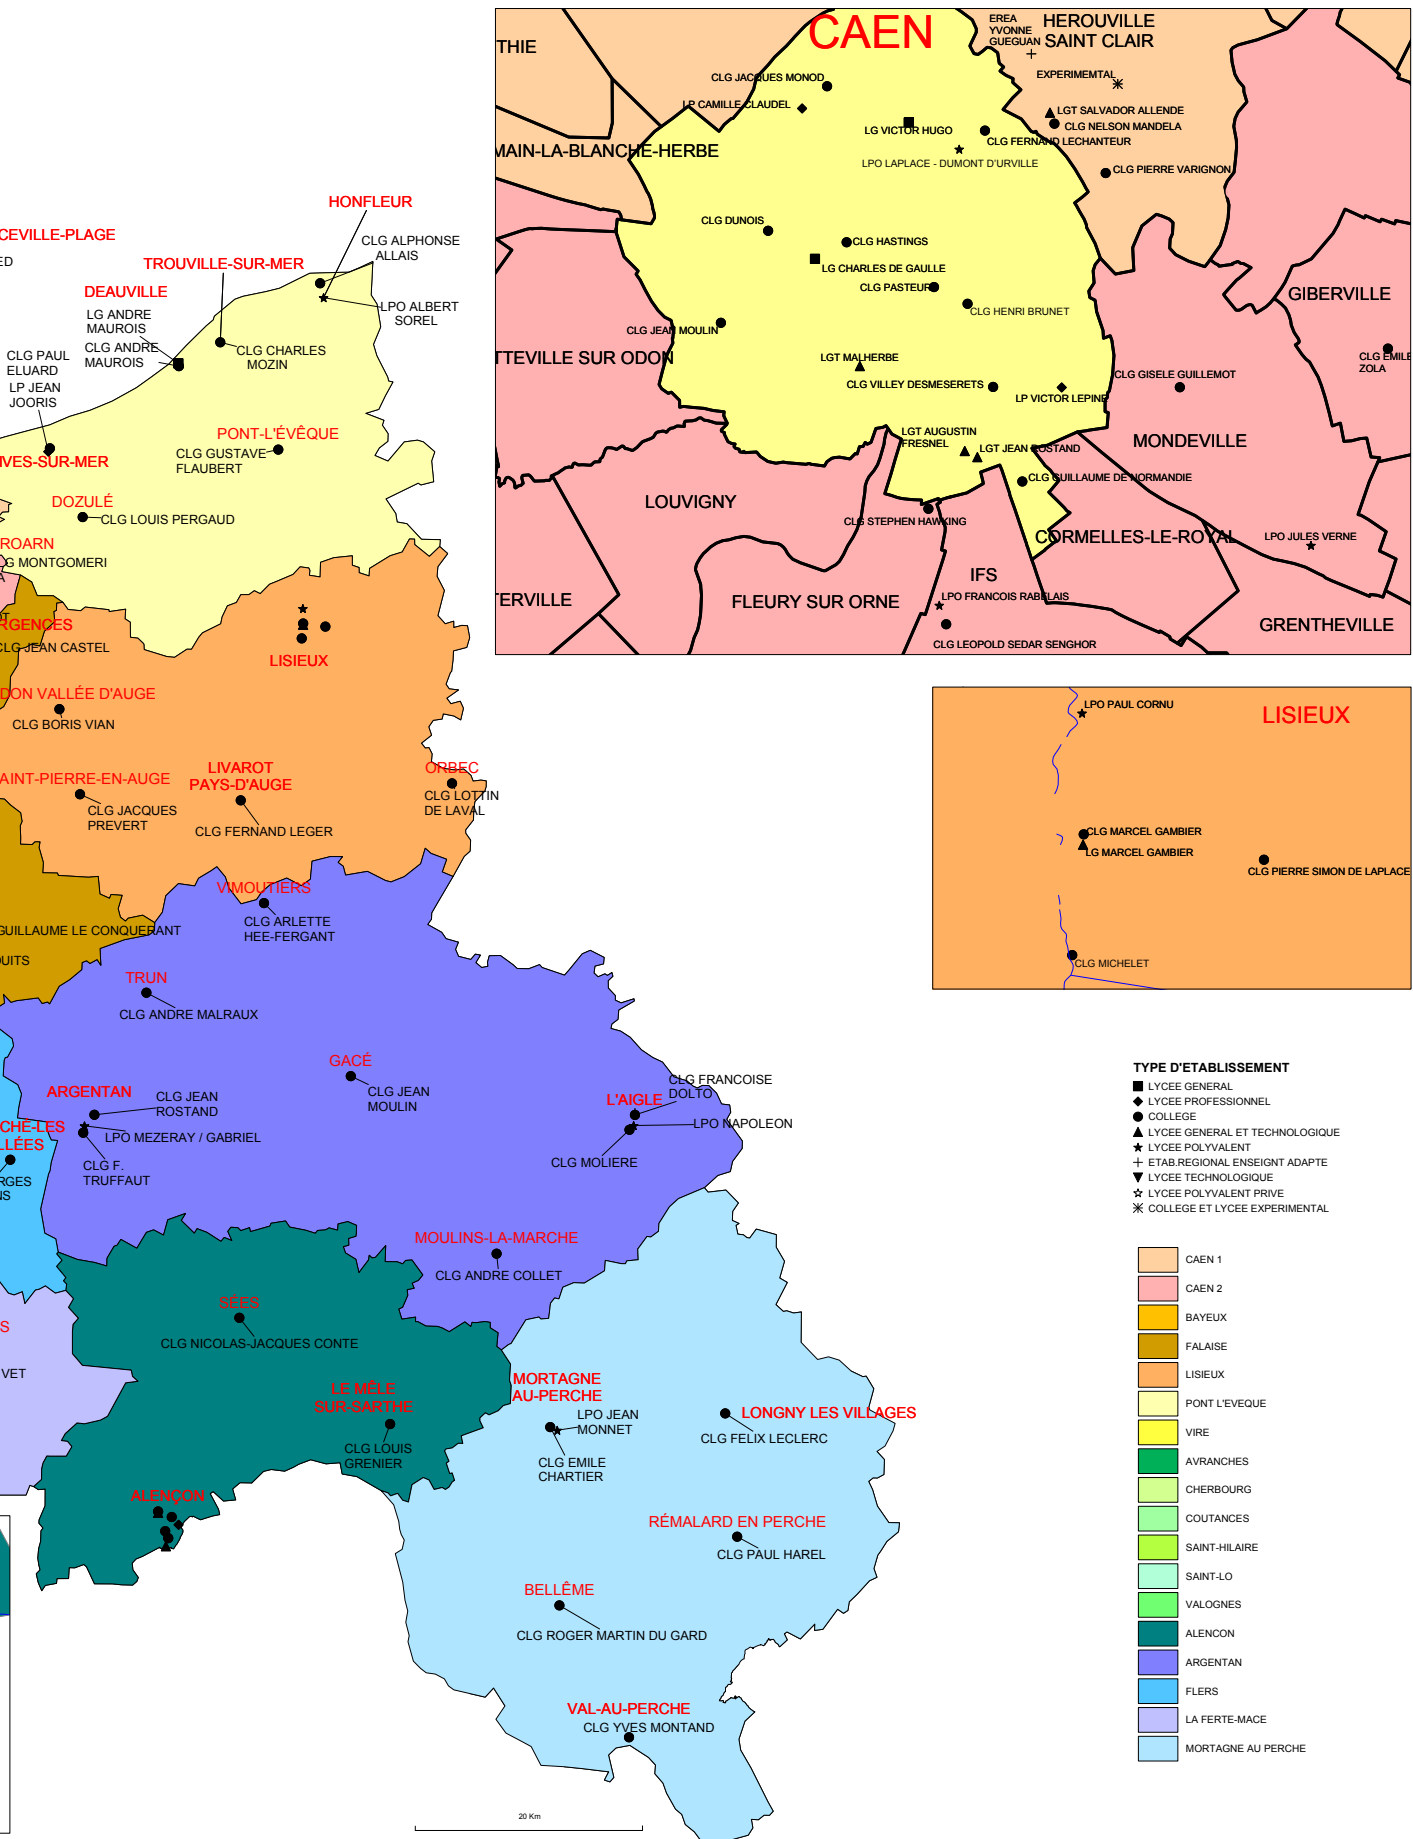 CAEN
THIE
EREA
YVONNE
GUEGUAN
HEROUVILLE
SAINT CLAIR
CLG JACQUES MONOD
EXPERIMEMTAL
LP CAMILLE CLAUDEL
LGT SALVADOR ALLENDE
LG VICTOR HUGO
CLG NELSON MANDELA
CLG FERNAND LECHANTEUR
MAIN-LA-BLANCHE-HERBE
LPO LAPLACE - DUMONT D'URVILLE
CLG PIERRE VARIGNON
CLG DUNOIS
CLG HASTINGS
LG CHARLES DE GAULLE
CLG PASTEUR
GIBERVILLE
CLG HENRI BRUNET
CLG JEAN MOULIN
TTEVILLE SUR ODON
LGT MALHERBE
CLG EMILE
ZOLA
CLG VILLEY DESMESERETS
CLG GISELE GUILLEMOT
LP VICTOR LEPINE
LGT AUGUSTIN
FRESNEL
MONDEVILLE
LGT JEAN ROSTAND
CLG GUILLAUME DE NORMANDIE
LOUVIGNY
CLG STEPHEN HAWKING
CORMELLES-LE-ROYAL
LPO JULES VERNE
IFS
TERVILLE
FLEURY SUR ORNE
LPO FRANCOIS RABELAIS
GRENTHEVILLE
CLG LEOPOLD SEDAR SENGHOR
HONFLEUR
CEVILLE-PLAGE
ED
CLG ALPHONSE
ALLAIS
TROUVILLE-SUR-MER
DEAUVILLE
LPO ALBERT
SOREL
LG ANDRE
MAUROIS
CLG ANDRE
MAUROIS
CLG CHARLES
MOZIN
CLG PAUL
ELUARD
LP JEAN
JOORIS
PONT-L'ÉVÊQUE
CLG GUSTAVE
FLAUBERT
IVES-SUR-MER
DOZULÉ
CLG LOUIS PERGAUD
ROARN
G MONTGOMERI
A
OT
RGENCES
CLG JEAN CASTEL
LISIEUX
DON VALLÉE D'AUGE
CLG BORIS VIAN
AINT-PIERRE-EN-AUGE
CLG JACQUES
PREVERT
LIVAROT
PAYS-D'AUGE
CLG FERNAND LEGER
ORBEC
CLG LOTTIN
DE LAVAL
LPO PAUL CORNU
LISIEUX
CLG MARCEL GAMBIER
LG MARCEL GAMBIER
CLG PIERRE SIMON DE LAPLACE
CLG MICHELET
VIMOUTIERS
CLG ARLETTE
HEE-FERGANT
GUILLAUME LE CONQUERANT
OUITS
TRUN
CLG ANDRE MALRAUX
GACÉ
CLG JEAN
MOULIN
ARGENTAN
CLG JEAN
ROSTAND
LPO MEZERAY / GABRIEL
CLG F.
TRUFFAUT
CHE-LES
LLÉES
RGES
NS
CLG FRANCOISE
DOLTO
L'AIGLE
LPO NAPOLEON
CLG MOLIERE
MOULINS-LA-MARCHE
CLG ANDRE COLLET
SÉES
CLG NICOLAS-JACQUES CONTE
S
VET
LE MÊLE
SUR-SARTHE
CLG LOUIS
GRENIER
ALENÇON
MORTAGNE
AU-PERCHE
LPO JEAN
MONNET
CLG EMILE
CHARTIER
LONGNY LES VILLAGES
CLG FELIX LECLERC
RÉMALARD EN PERCHE
CLG PAUL HAREL
BELLÊME
CLG ROGER MARTIN DU GARD
VAL-AU-PERCHE
CLG YVES MONTAND
20 Km
TYPE D'ETABLISSEMENT
LYCEE GENERAL
LYCEE PROFESSIONNEL
COLLEGE
LYCEE GENERAL ET TECHNOLOGIQUE
LYCEE POLYVALENT
ETAB.REGIONAL ENSEIGNT ADAPTE
LYCEE TECHNOLOGIQUE
LYCEE POLYVALENT PRIVE
COLLEGE ET LYCEE EXPERIMENTAL
CAEN 1
CAEN 2
BAYEUX
FALAISE
LISIEUX
PONT L'EVEQUE
VIRE
AVRANCHES
CHERBOURG
COUTANCES
SAINT-HILAIRE
SAINT-LO
VALOGNES
ALENCON
ARGENTAN
FLERS
LA FERTE-MACE
MORTAGNE AU PERCHE